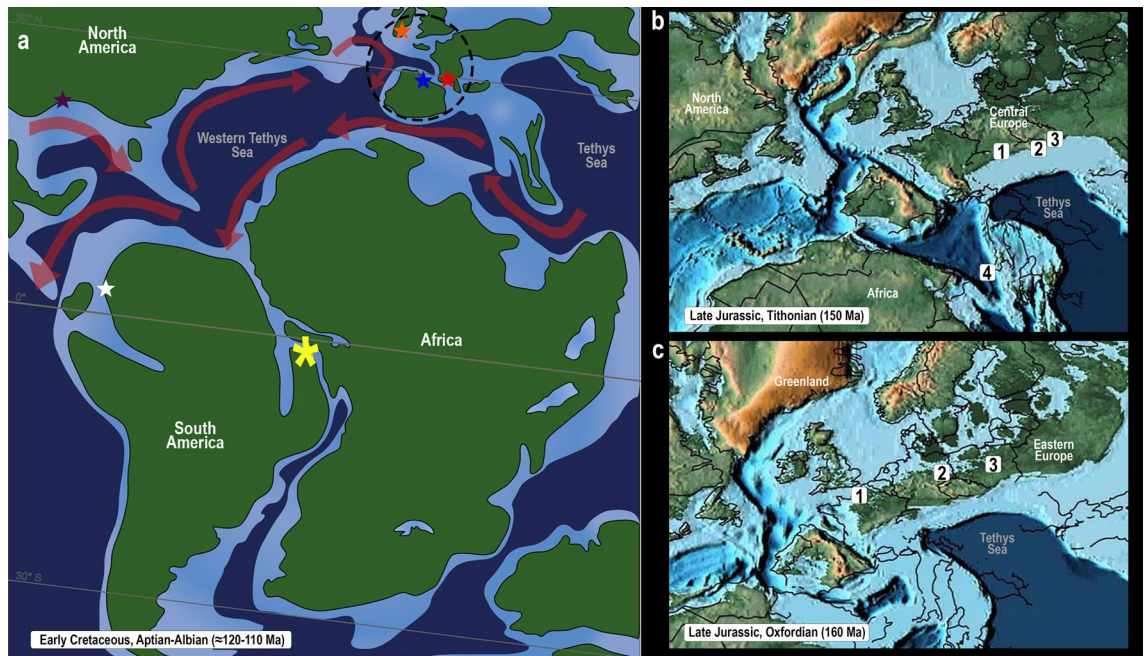 a
30° N
North
America
Western Tethys
Sea
Tethys
Sea
0°
Africa
South
America
30° S
Early Cretaceous, Aptian-Albian (≈120-110 Ma)
b
North
America
Central
Europe
1
2
3
Tethys
Sea
4
Africa
Late Jurassic, Tithonian (150 Ma)
c
Greenland
Eastern
Europe
1
2
3
Tethys
Sea
Late Jurassic, Oxfordian (160 Ma)